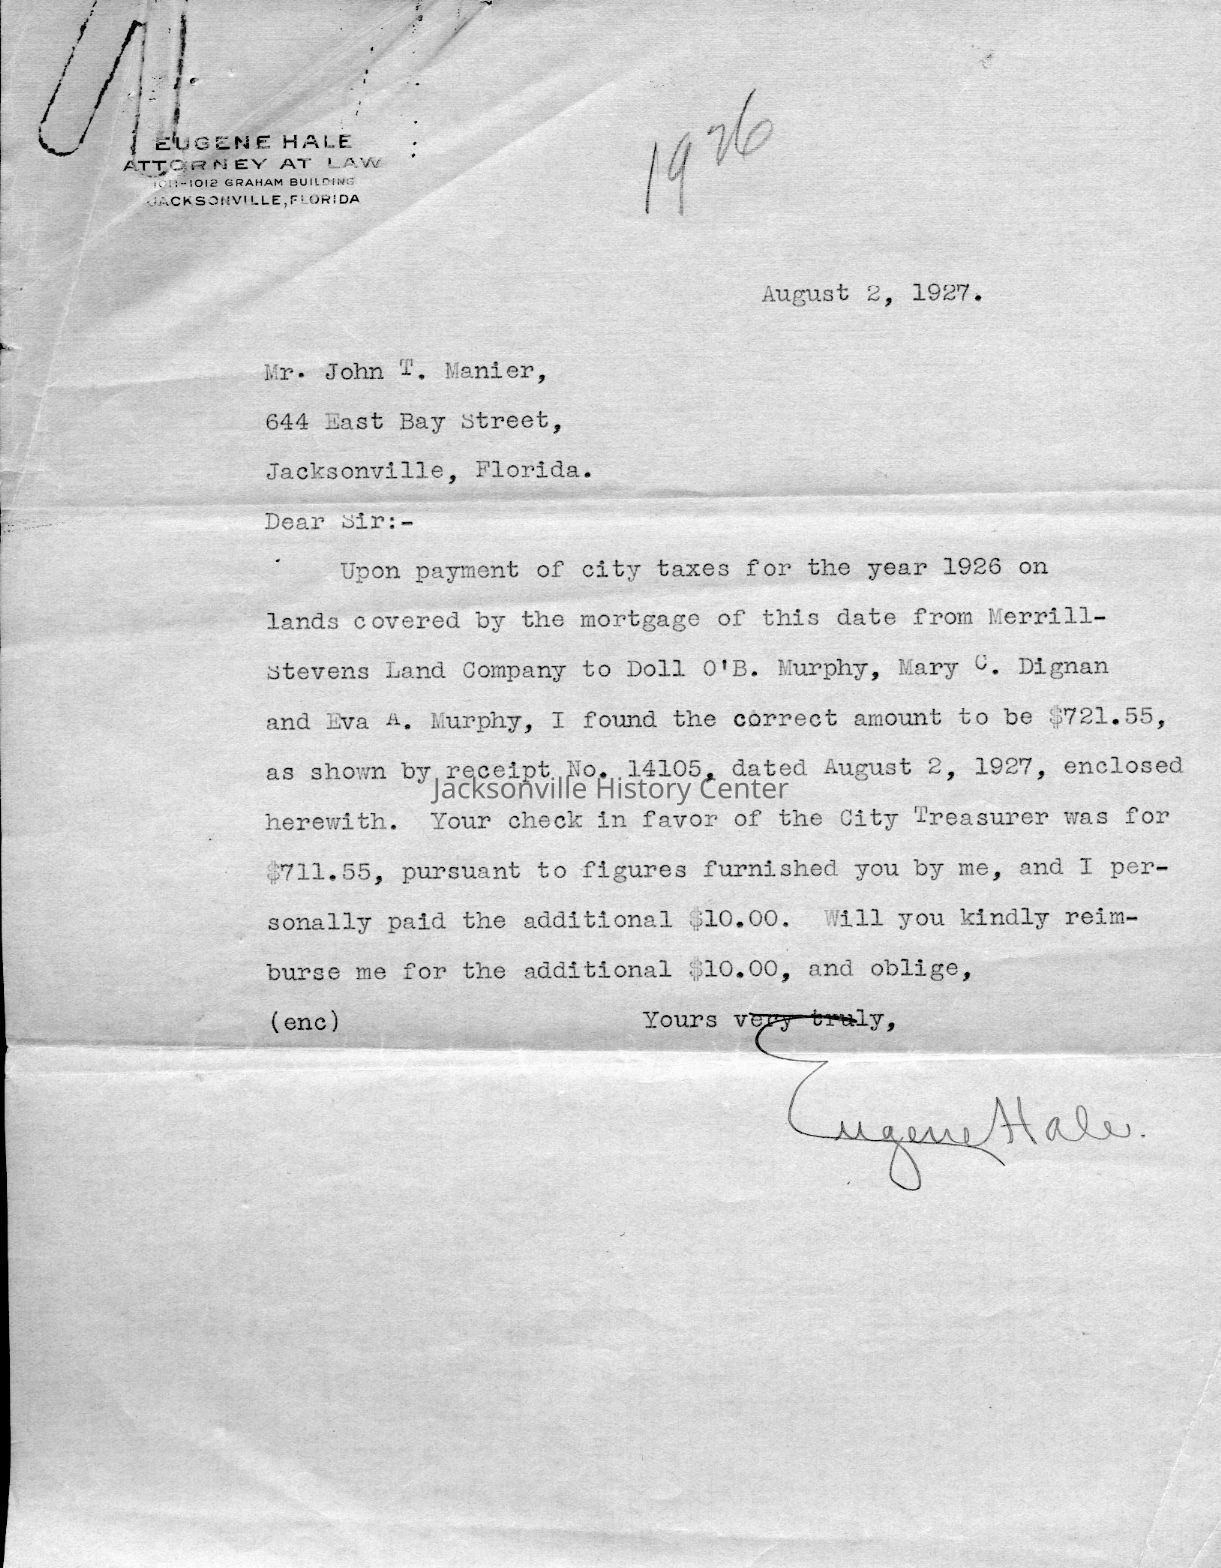 EUGENE HALE
ATTORNEY AT LAW
1011-1012 GRAHAM BUILDING
JACKSONVILLE, FLORIDA
1926
August 2, 1927.
Mr. John T. Manier,
644 East Bay Street,
Jacksonville, Florida.
Dear Sir:-
Upon payment of city taxes for the year 1926 on
lands covered by the mortgage of this date from Merrill-
Stevens Land Company to Doll O'B. Murphy, Mary C. Dignan
and Eva A. Murphy, I found the correct amount to be $721.55,
as shown by receipt No. 14105, dated August 2, 1927, enclosed
Jacksonville History Center
herewith. Your check in favor of the City Treasurer was for
$711.55, pursuant to figures furnished you by me, and I per-
sonally paid the additional $10.00. Will you kindly reim-
burse me for the additional $10.00, and oblige,
(enc) Yours very truly,
Eugene Hale.